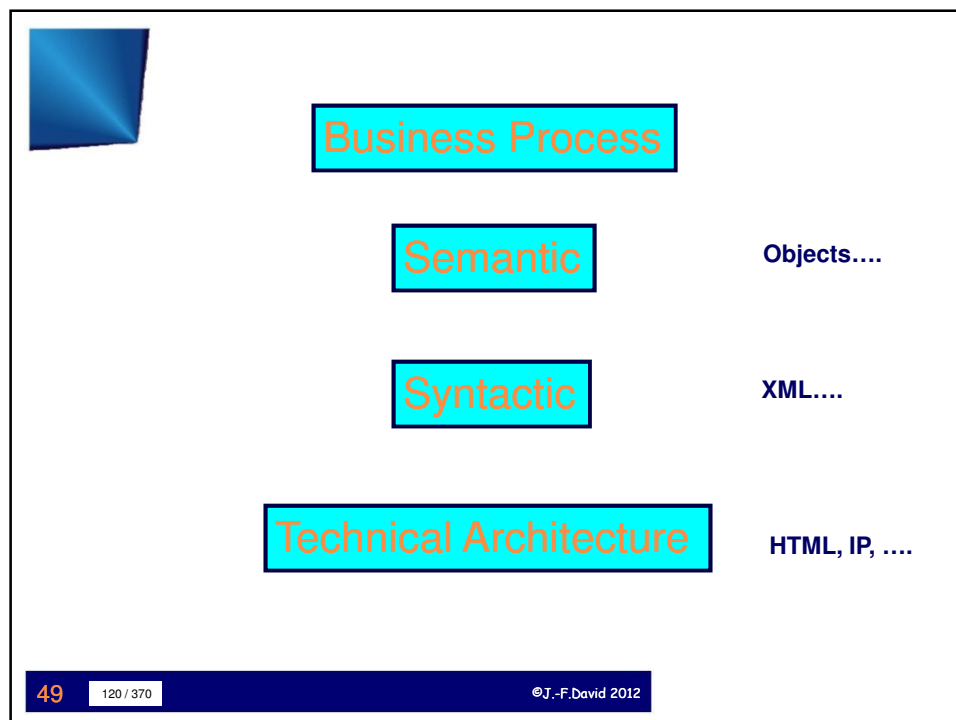 Business Process
Semantic
Objects....
Syntactic
XML....
Technical Architecture
HTML, IP, ....
49
120 / 370
©J.-F.David 2012